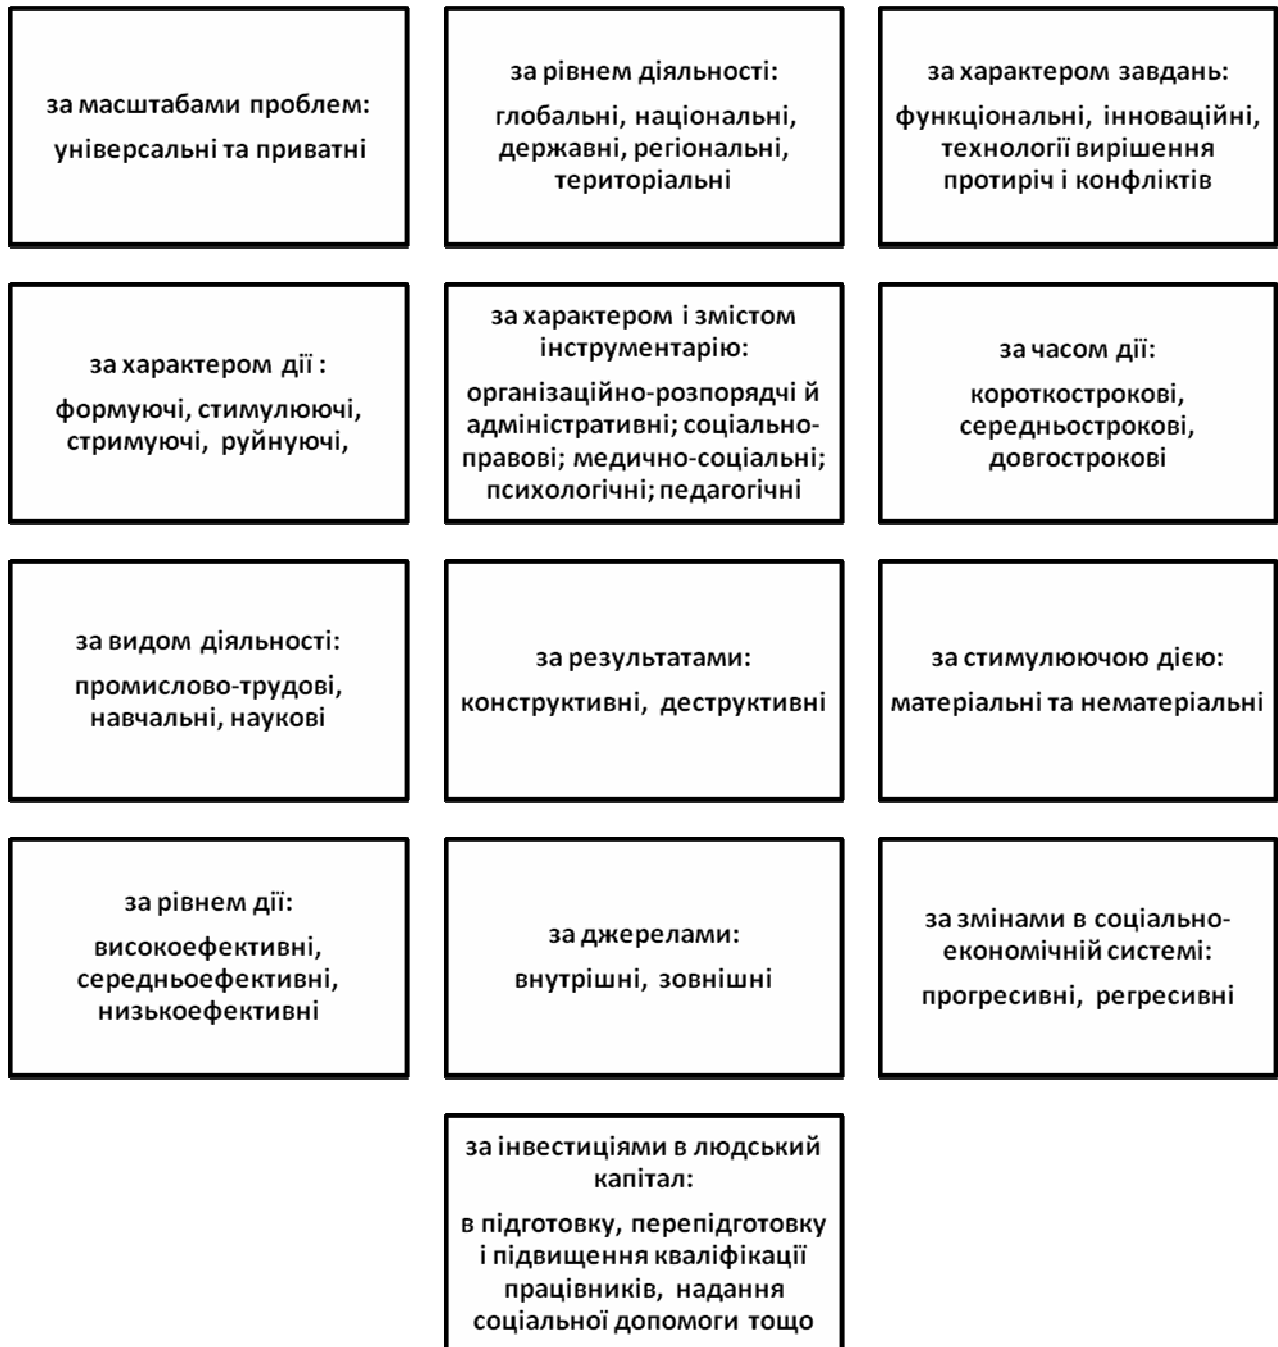 за масштабами проблем:
універсальні та приватні
за рівнем діяльності:
глобальні, національні,
державні, регіональні,
територіальні
за характером завдань:
функціональні, інноваційні,
технології вирішення
протиріч і конфліктів
за характером дії :
формуючі, стимулюючі,
стримуючі, руйнуючі,
за характером і змістом
інструментарію:
організаційно-розпорядчі й
адміністративні; соціально-
правові; медично-соціальні;
психологічні; педагогічні
за часом дії:
короткострокові,
середньострокові,
довгострокові
за видом діяльності:
промислово-трудові,
навчальні, наукові
за результатами:
конструктивні, деструктивні
за стимулюючою дією:
матеріальні та нематеріальні
за рівнем дії:
високоефективні,
середньоефективні,
низькоефективні
за джерелами:
внутрішні, зовнішні
за змінами в соціально-
економічній системі:
прогресивні, регресивні
за інвестиціями в людський
капітал:
в підготовку, перепідготовку
і підвищення кваліфікації
працівників, надання
соціальної допомоги тощо